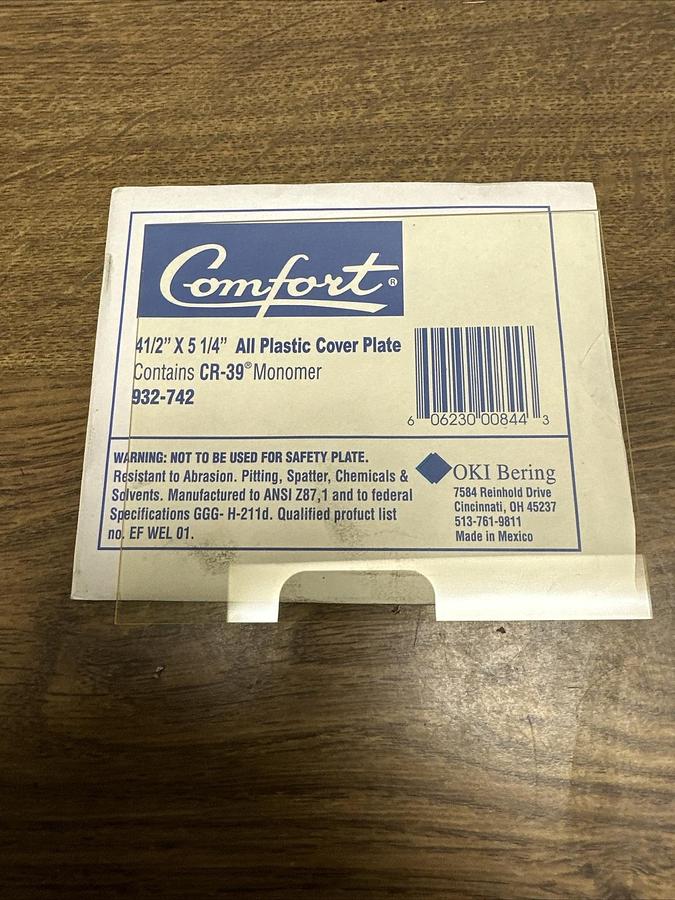 Comfort®
41/2" X 5 1/4" All Plastic Cover Plate
Contains CR-39® Monomer
932-742
6 06230 00844 3
WARNING: NOT TO BE USED FOR SAFETY PLATE.
Resistant to Abrasion. Pitting, Spatter, Chemicals &
Solvents. Manufactured to ANSI Z87,1 and to federal
Specifications GGG- H-211d. Qualified product list
no. EF WEL 01.
OKI Bering
7584 Reinhold Drive
Cincinnati, OH 45237
513-761-9811
Made in Mexico